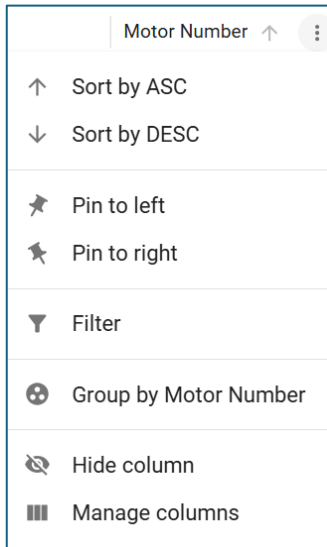 Motor Number
Sort by ASC
Sort by DESC
Pin to left
Pin to right
Filter
Group by Motor Number
Hide column
Manage columns